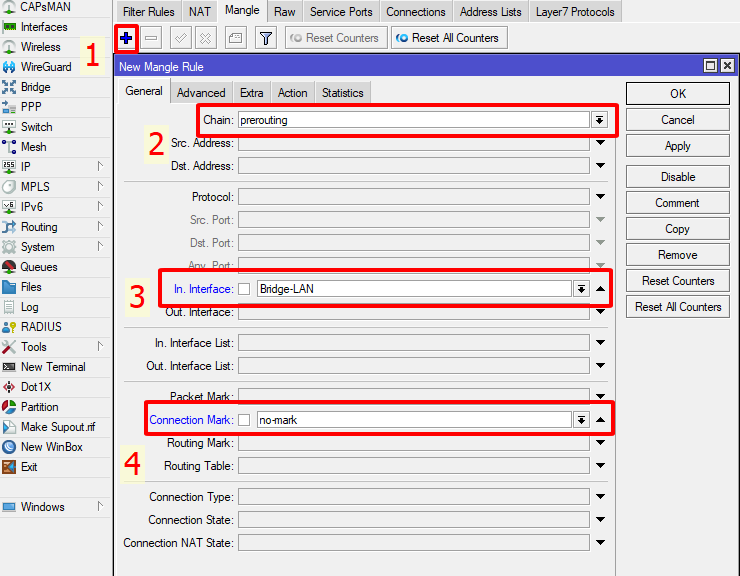 CAPsMAN
Interfaces
Wireless
WireGuard
Bridge
PPP
Switch
Mesh
IP
MPLS
IPv6
Routing
System
Queues
Files
Log
RADIUS
Tools
New Terminal
Dot1X
Partition
Make Supout.rif
New WinBox
Exit
Windows
Filter Rules NAT Mangle Raw Service Ports Connections Address Lists Layer7 Protocols
1
Reset Counters Reset All Counters
New Mangle Rule
General Advanced Extra Action Statistics
2
Chain: prerouting
Src. Address:
Dst. Address:
Protocol:
Src. Port:
Dst. Port:
Any. Port:
3
In. Interface: Bridge-LAN
Out. Interface:
In. Interface List:
Out. Interface List:
Packet Mark:
Connection Mark: no-mark
4
Routing Mark:
Routing Table:
Connection Type:
Connection State:
Connection NAT State:
OK
Cancel
Apply
Disable
Comment
Copy
Remove
Reset Counters
Reset All Counters